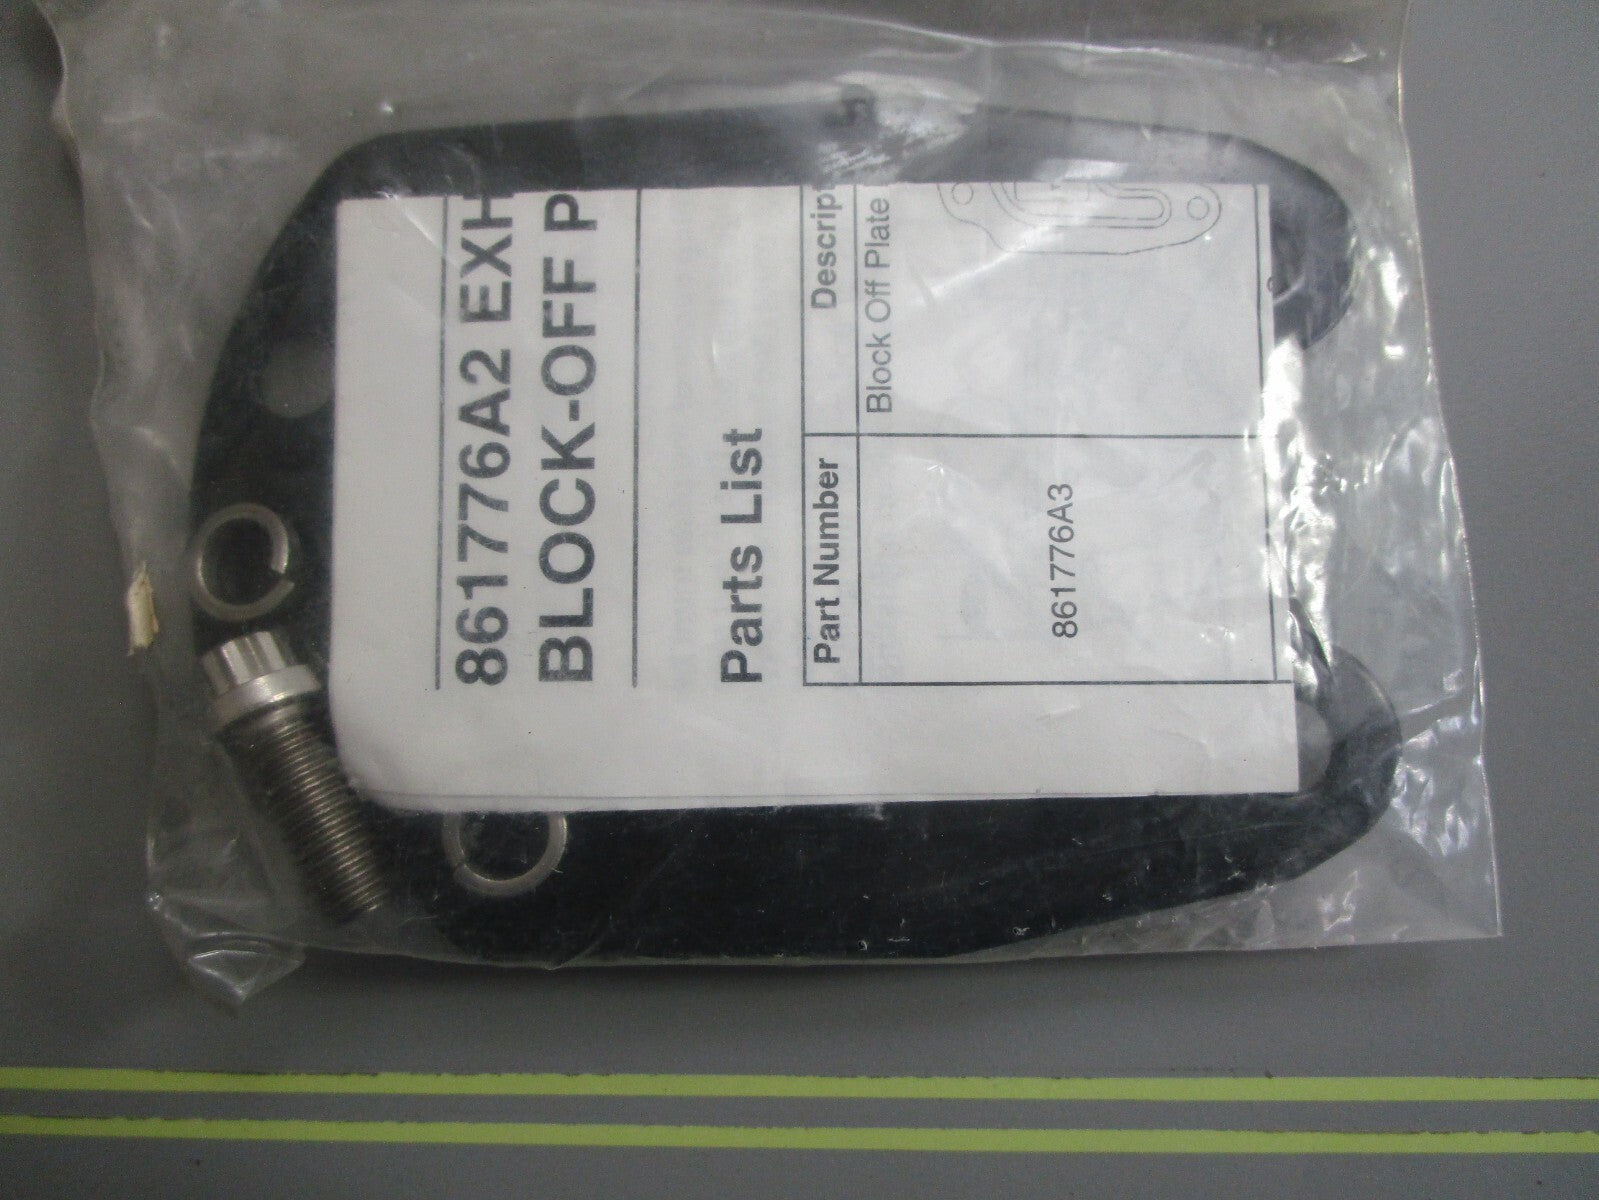 861776A2 EXH
BLOCK-OFF P
Parts List
Part Number Descrip
861776A3 Block Off Plate